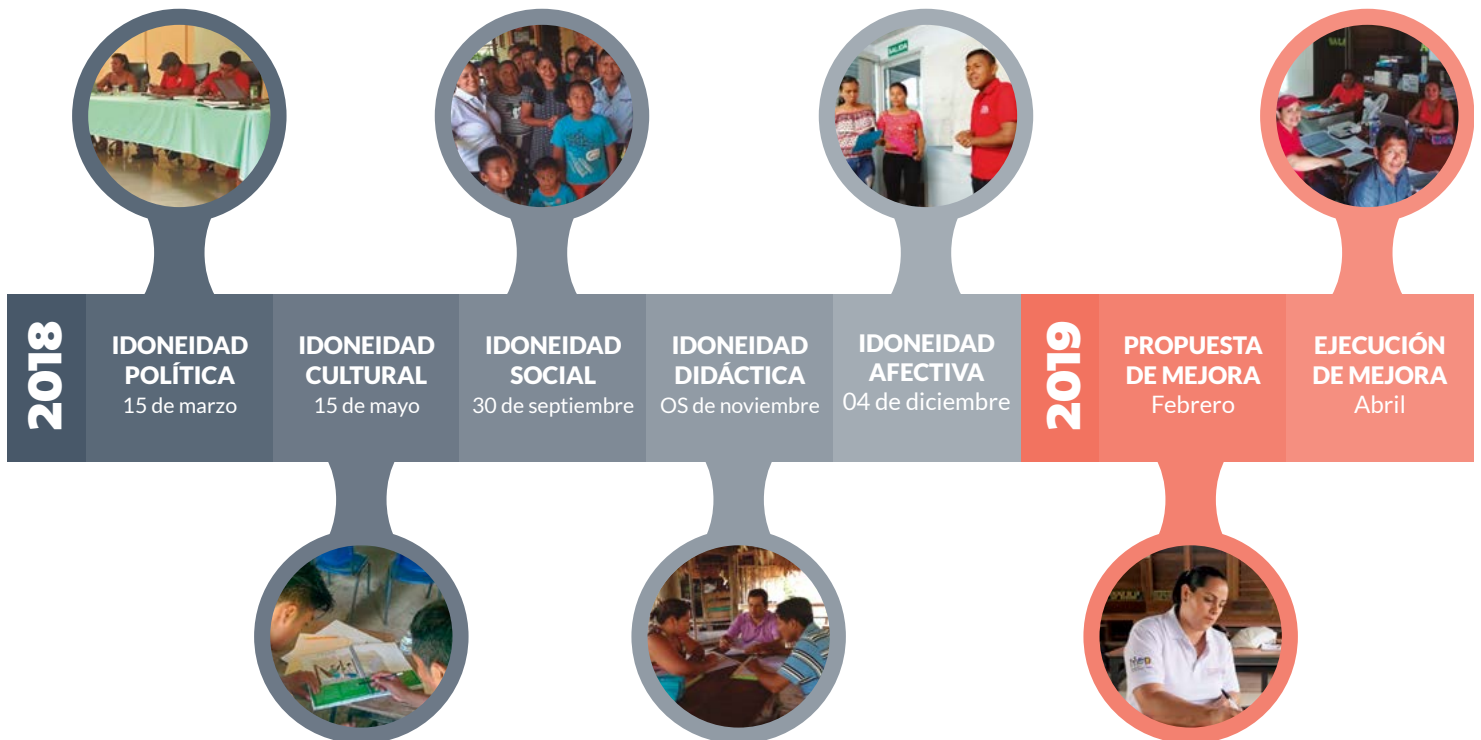 SALIDA
2018
IDONEIDAD
POLÍTICA
15 de marzo
IDONEIDAD
CULTURAL
15 de mayo
IDONEIDAD
SOCIAL
30 de septiembre
IDONEIDAD
DIDÁCTICA
OS de noviembre
IDONEIDAD
AFECTIVA
04 de diciembre
2019
PROPUESTA
DE MEJORA
Febrero
EJECUCIÓN
DE MEJORA
Abril